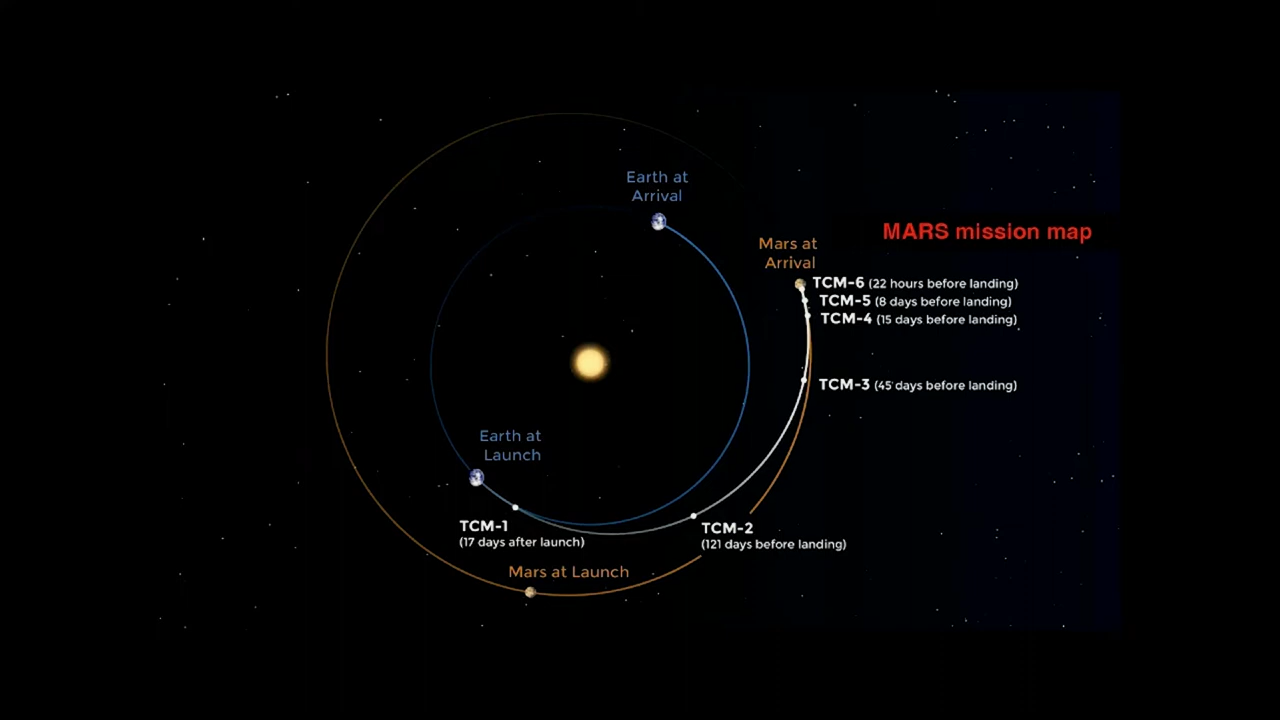 Earth at
Arrival
MARS mission map
Mars at
Arrival
TCM-6 (22 hours before landing)
TCM-5 (8 days before landing)
TCM-4 (15 days before landing)
TCM-3 (45 days before landing)
Earth at
Launch
TCM-1
(17 days after launch)
TCM-2
(121 days before landing)
Mars at Launch